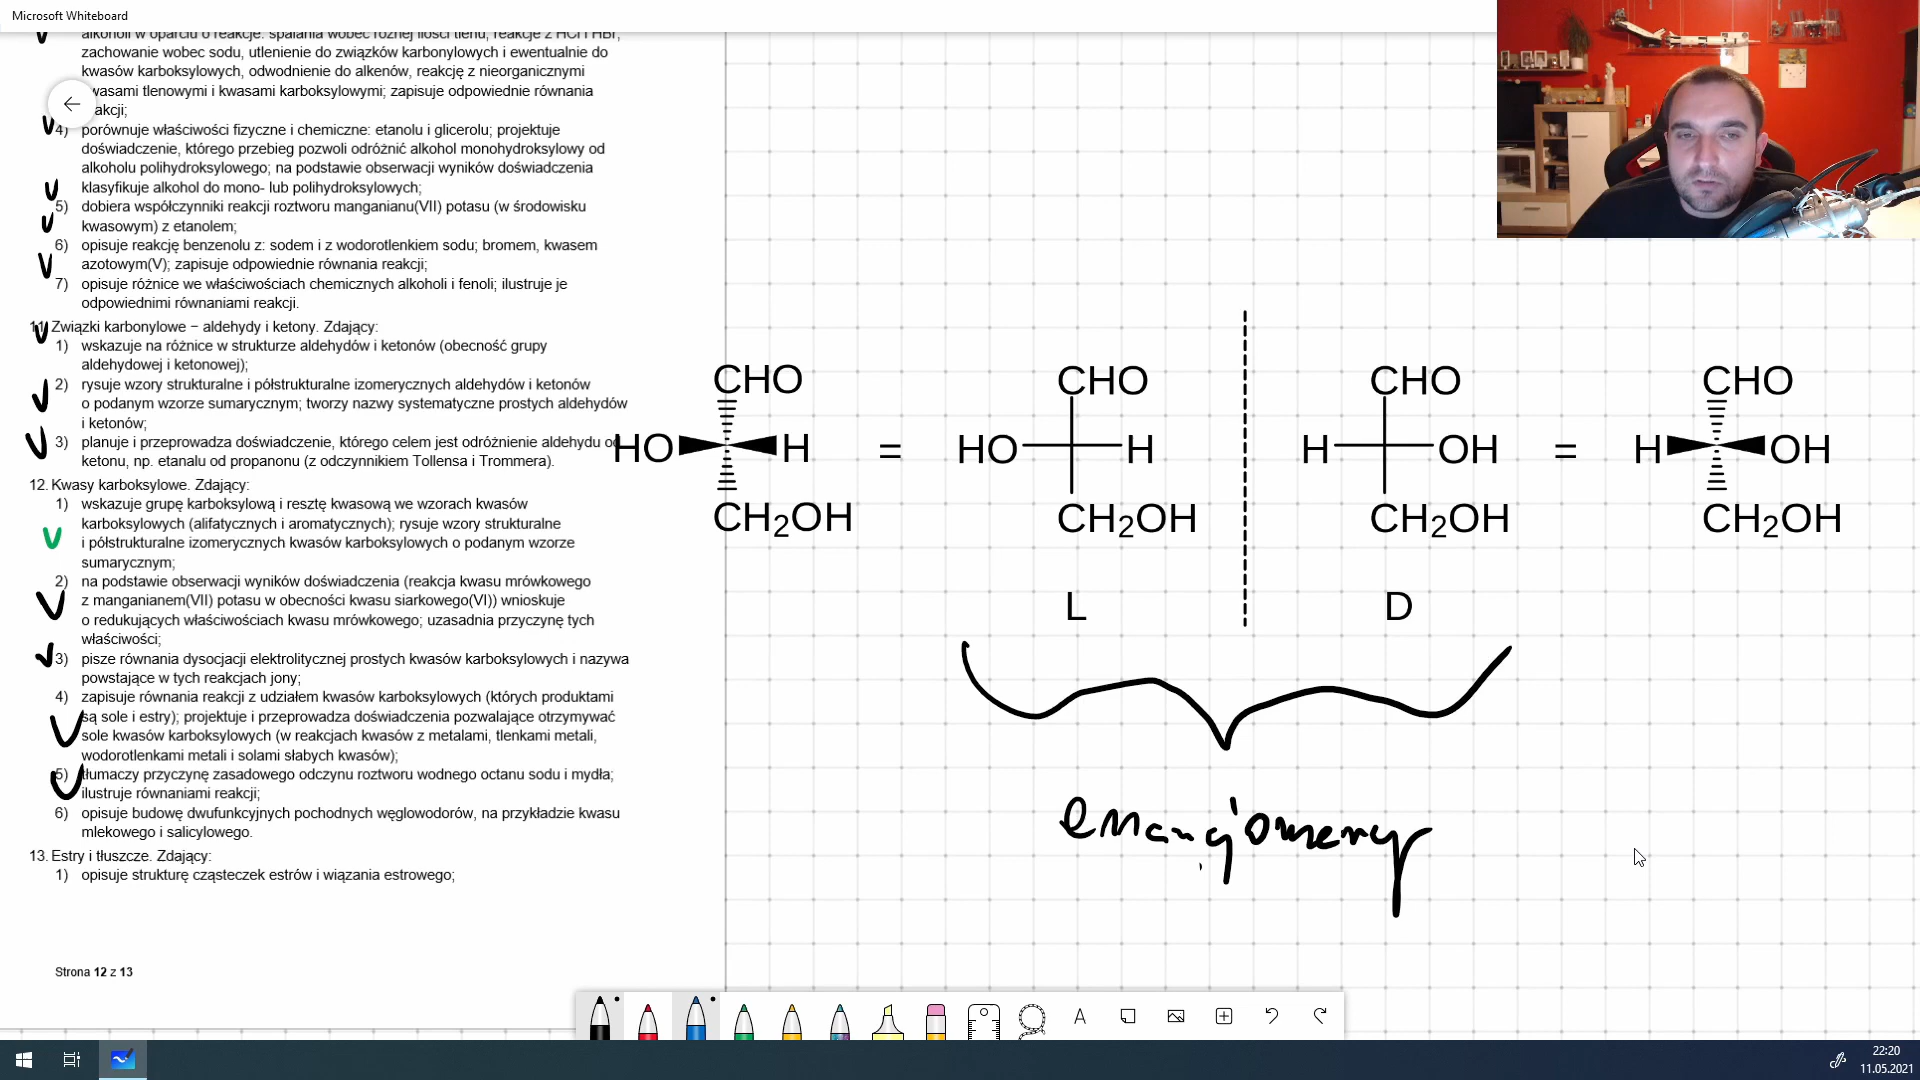 Microsoft Whiteboard
alkoholi w oparciu o reakcje: spalania wobec różnej ilości tlenu, reakcje z HCl i HBr,
zachowanie wobec sodu, utlenienie do związków karbonylowych i ewentualnie do
kwasów karboksylowych, odwodnienie do alkenów, reakcję z nieorganicznymi
kwasami tlenowymi i kwasami karboksylowymi; zapisuje odpowiednie równania
reakcji;
4) porównuje właściwości fizyczne i chemiczne: etanolu i glicerolu; projektuje
doświadczenie, którego przebieg pozwoli odróżnić alkohol monohydroksylowy od
alkoholu polihydroksylowego; na podstawie obserwacji wyników doświadczenia
klasyfikuje alkohol do mono- lub polihydroksylowych;
5) dobiera współczynniki reakcji roztworu manganianu(VII) potasu (w środowisku
kwasowym) z etanolem;
6) opisuje reakcję benzenolu z: sodem i z wodorotlenkiem sodu; bromem, kwasem
azotowym(V); zapisuje odpowiednie równania reakcji;
7) opisuje różnice we właściwościach chemicznych alkoholi i fenoli; ilustruje je
odpowiednimi równaniami reakcji.
11. Związki karbonylowe − aldehydy i ketony. Zdający:
1) wskazuje na różnice w strukturze aldehydów i ketonów (obecność grupy
aldehydowej i ketonowej);
2) rysuje wzory strukturalne i półstrukturalne izomerycznych aldehydów i ketonów
o podanym wzorze sumarycznym; tworzy nazwy systematyczne prostych aldehydów
i ketonów;
3) planuje i przeprowadza doświadczenie, którego celem jest odróżnienie aldehydu od
ketonu, np. etanalu od propanonu (z odczynnikiem Tollensa i Trommera).
12. Kwasy karboksylowe. Zdający:
1) wskazuje grupę karboksylową i resztę kwasową we wzorach kwasów
karboksylowych (alifatycznych i aromatycznych); rysuje wzory strukturalne
i półstrukturalne izomerycznych kwasów karboksylowych o podanym wzorze
sumarycznym;
2) na podstawie obserwacji wyników doświadczenia (reakcja kwasu mrówkowego
z manganianem(VII) potasu w obecności kwasu siarkowego(VI)) wnioskuje
o redukujących właściwościach kwasu mrówkowego; uzasadnia przyczynę tych
właściwości;
3) pisze równania dysocjacji elektrolitycznej prostych kwasów karboksylowych i nazywa
powstające w tych reakcjach jony;
4) zapisuje równania reakcji z udziałem kwasów karboksylowych (których produktami
są sole i estry); projektuje i przeprowadza doświadczenia pozwalające otrzymywać
sole kwasów karboksylowych (w reakcjach kwasów z metalami, tlenkami metali,
wodorotlenkami metali i solami słabych kwasów);
5) tłumaczy przyczynę zasadowego odczynu roztworu wodnego octanu sodu i mydła;
ilustruje równaniami reakcji;
6) opisuje budowę dwufunkcyjnych pochodnych węglowodorów, na przykładzie kwasu
mlekowego i salicylowego.
13. Estry i tłuszcze. Zdający:
1) opisuje strukturę cząsteczek estrów i wiązania estrowego;
Strona 12 z 13
CHO CHO CHO CHO
HO H = HO H H OH = H OH
CH2OH CH2OH CH2OH CH2OH
L D
enancjomery
A
22:20
11.05.2021